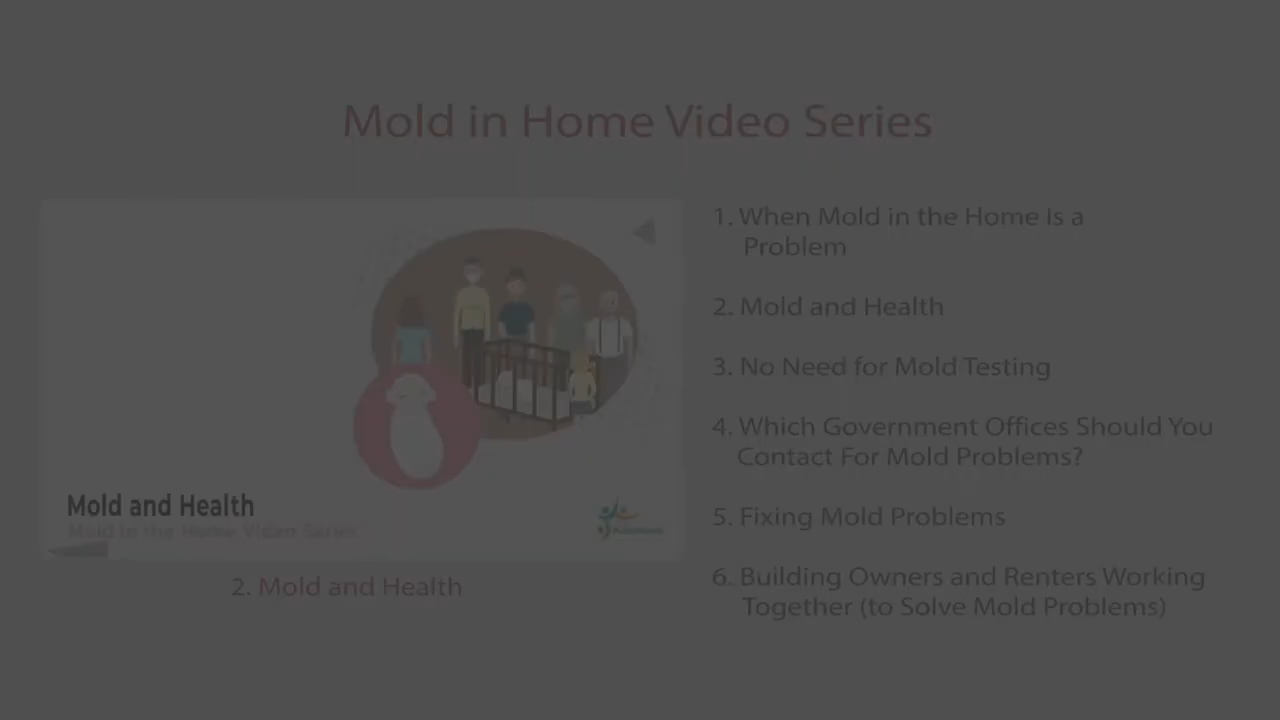 Mold in Home Video Series
Mold and Health
Mold in the Home Video Series
2. Mold and Health
1. When Mold in the Home Is a
Problem
2. Mold and Health
3. No Need for Mold Testing
4. Which Government Offices Should You
Contact For Mold Problems?
5. Fixing Mold Problems
6. Building Owners and Renters Working
Together (to Solve Mold Problems)